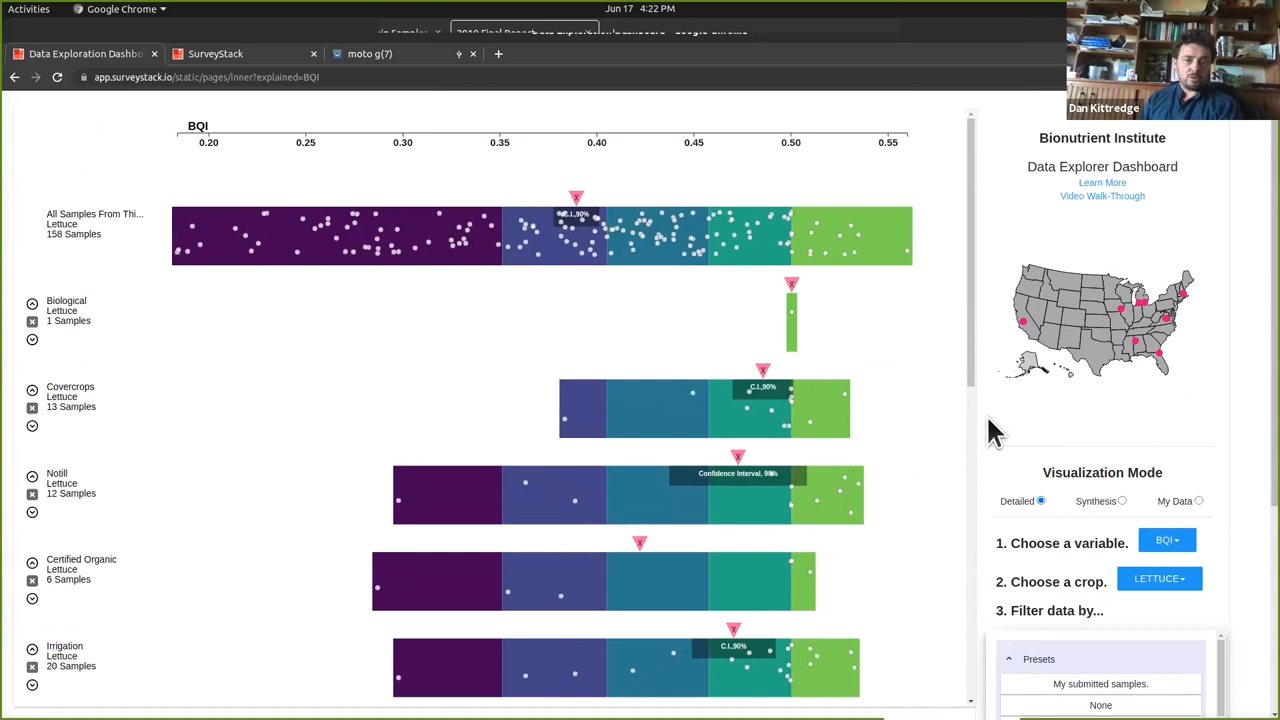 Activities
Google Chrome
Jun 17 4:22 PM
Data Exploration Dashbo
SurveyStack
moto g(7)
app.surveystack.io/static/pages/inner?explained=BQI
Dan Kittredge
BQI
0.20 0.25 0.30 0.35 0.40 0.45 0.50 0.55
All Samples From Thi...
Lettuce
158 Samples
X
C.I.,90%
Biological
Lettuce
1 Samples
X
Covercrops
Lettuce
13 Samples
X
C.I.,90%
Notill
Lettuce
12 Samples
X
Confidence Interval, 90%
Certified Organic
Lettuce
6 Samples
X
Irrigation
Lettuce
20 Samples
X
C.I.,90%
Bionutrient Institute
Data Explorer Dashboard
Learn More
Video Walk-Through
Visualization Mode
Detailed Synthesis My Data
1. Choose a variable. BQI
2. Choose a crop. LETTUCE
3. Filter data by...
Presets
My submitted samples.
None